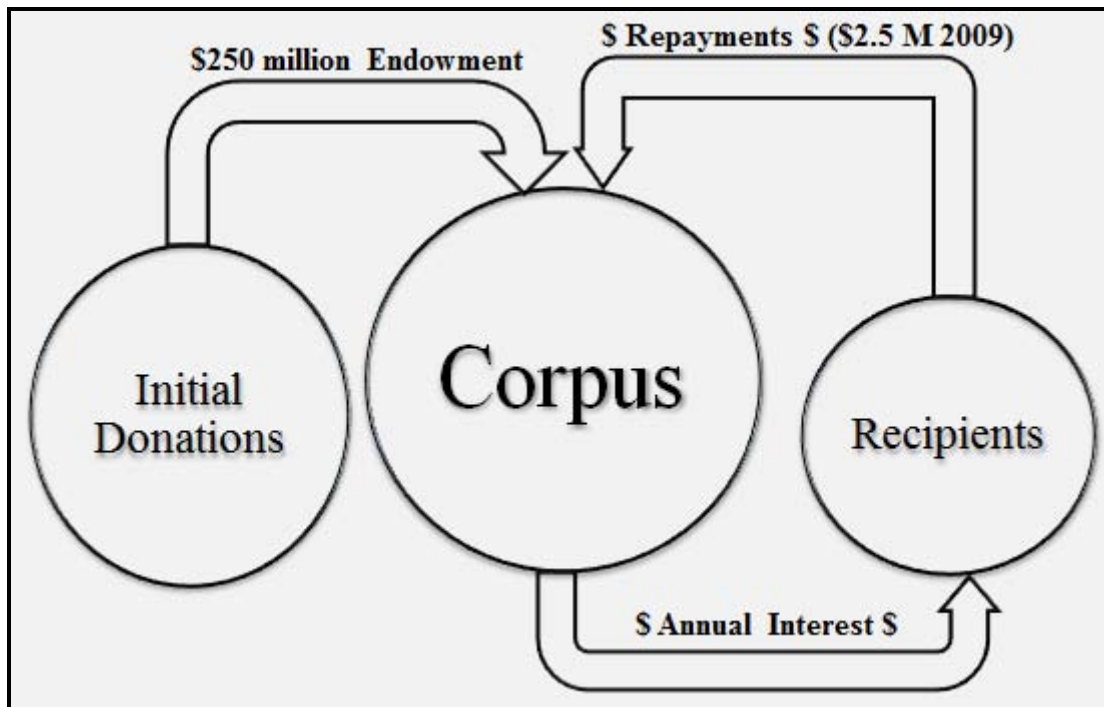 $ Repayments $ ($2.5 M 2009)
$250 million Endowment
Initial
Donations
Corpus
Recipients
$ Annual Interest $